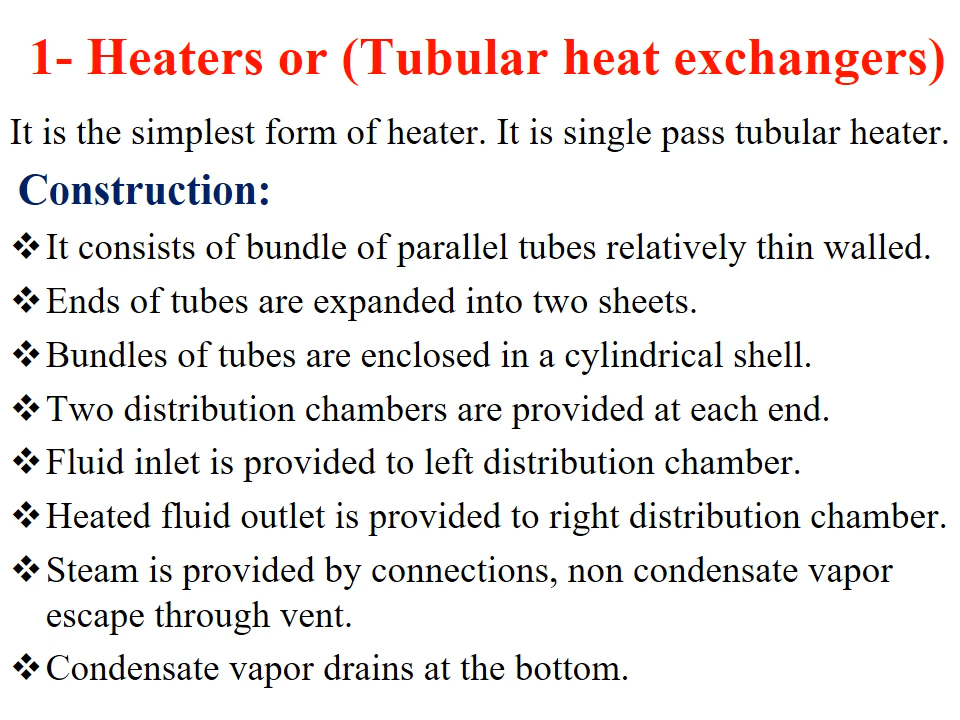 1- Heaters or (Tubular heat exchangers)
It is the simplest form of heater. It is single pass tubular heater.
Construction:
❖ It consists of bundle of parallel tubes relatively thin walled.
❖ Ends of tubes are expanded into two sheets.
❖ Bundles of tubes are enclosed in a cylindrical shell.
❖ Two distribution chambers are provided at each end.
❖ Fluid inlet is provided to left distribution chamber.
❖ Heated fluid outlet is provided to right distribution chamber.
❖ Steam is provided by connections, non condensate vapor
escape through vent.
❖ Condensate vapor drains at the bottom.